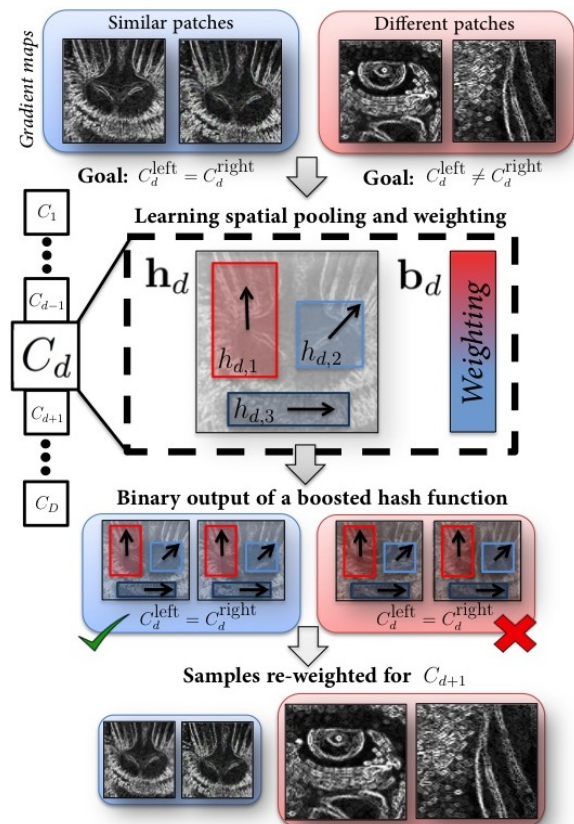 Similar patches
Different patches
Gradient maps
Goal: C_d^left = C_d^right
Goal: C_d^left ≠ C_d^right
Learning spatial pooling and weighting
C_1
C_{d-1}
C_d
C_{d+1}
C_D
h_d
h_{d,1}
h_{d,2}
h_{d,3}
b_d
Weighting
Binary output of a boosted hash function
C_d^left = C_d^right
C_d^left = C_d^right
Samples re-weighted for C_{d+1}